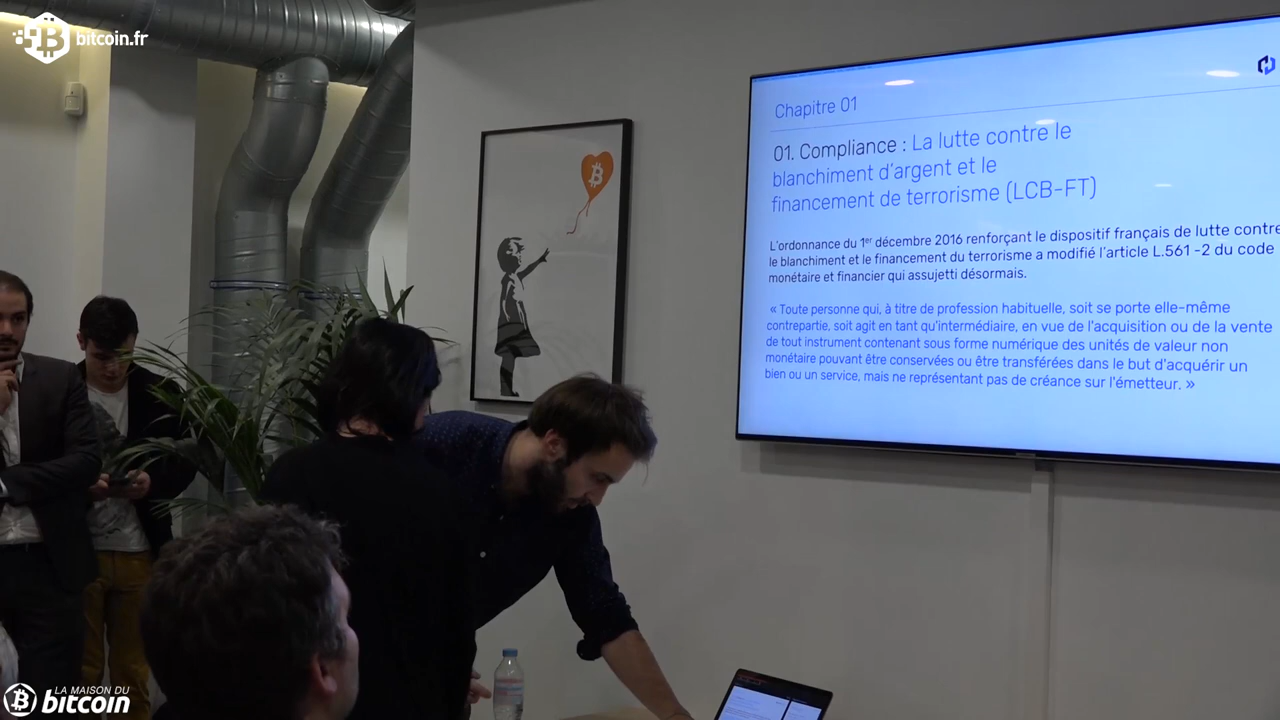 bitcoin.fr
Chapitre 01
01. Compliance : La lutte contre le
blanchiment d'argent et le
financement de terrorisme (LCB-FT)
L'ordonnance du 1er décembre 2016 renforçant le dispositif français de lutte contre
le blanchiment et le financement du terrorisme a modifié l'article L.561 -2 du code
monétaire et financier qui assujetti désormais.
« Toute personne qui, à titre de profession habituelle, soit se porte elle-même
contrepartie, soit agit en tant qu'intermédiaire, en vue de l'acquisition ou de la vente
de tout instrument contenant sous forme numérique des unités de valeur non
monétaire pouvant être conservées ou être transférées dans le but d'acquérir un
bien ou un service, mais ne représentant pas de créance sur l'émetteur. »
LA MAISON DU
bitcoin